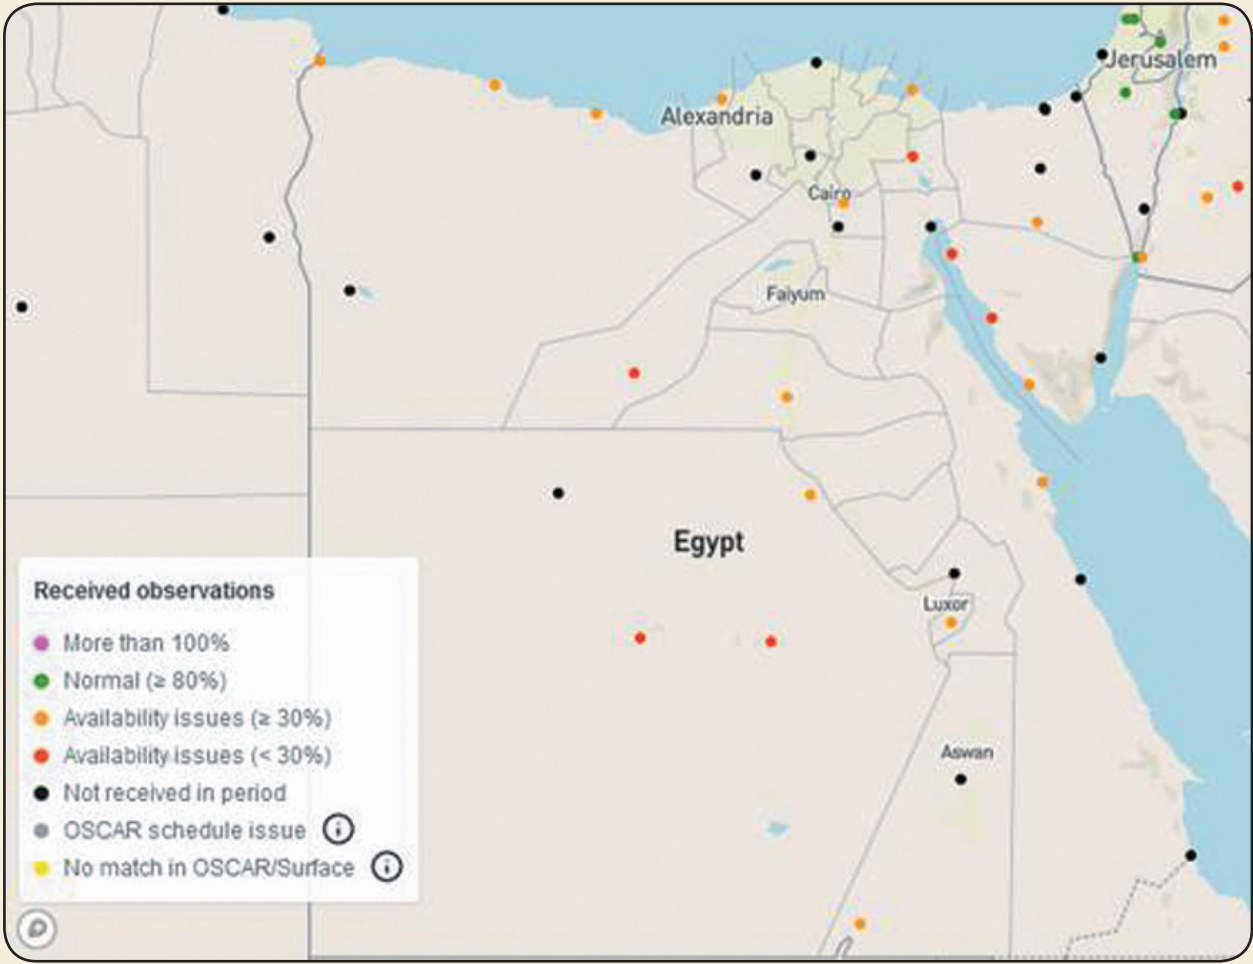 Jerusalem
Alexandria
Cairo
Faiyum
Egypt
Luxor
Aswan
Received observations
More than 100%
Normal (≥ 80%)
Availability issues (≥ 30%)
Availability issues (< 30%)
Not received in period
OSCAR schedule issue
No match in OSCAR/Surface